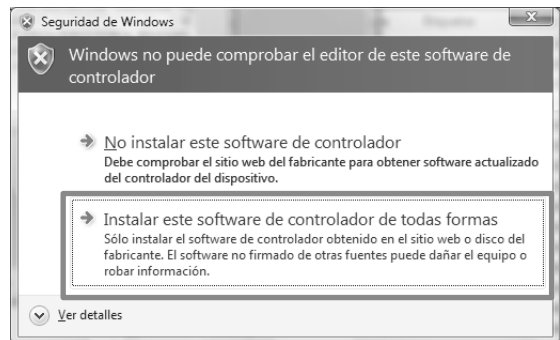 Seguridad de Windows
Windows no puede comprobar el editor de este software de
controlador
No instalar este software de controlador
Debe comprobar el sitio web del fabricante para obtener software actualizado
del controlador del dispositivo.
Instalar este software de controlador de todas formas
Sólo instalar el software de controlador obtenido en el sitio web o disco del
fabricante. El software no firmado de otras fuentes puede dañar el equipo o
robar información.
Ver detalles